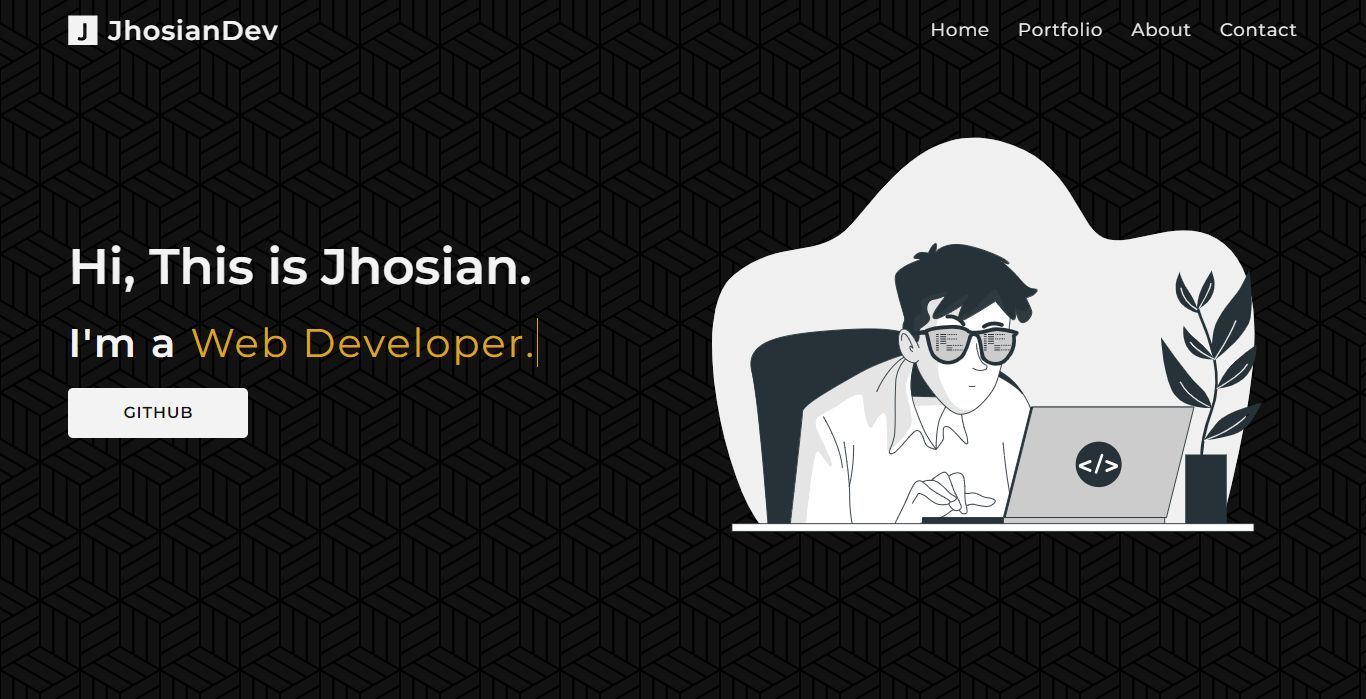 J JhosianDev
Home Portfolio About Contact
Hi, This is Jhosian.
I'm a Web Developer.
GITHUB
</>